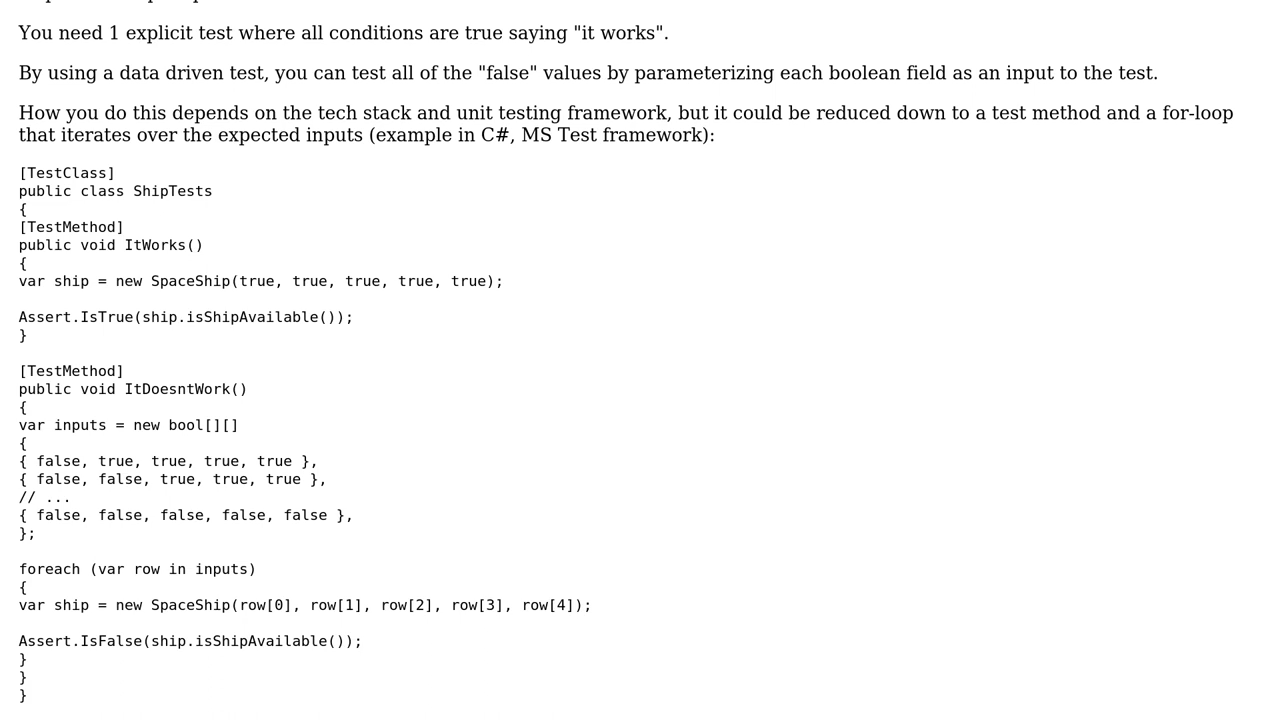 You need 1 explicit test where all conditions are true saying "it works".
By using a data driven test, you can test all of the "false" values by parameterizing each boolean field as an input to the test.
How you do this depends on the tech stack and unit testing framework, but it could be reduced down to a test method and a for-loop
that iterates over the expected inputs (example in C#, MS Test framework):
[TestClass]
public class ShipTests
{
[TestMethod]
public void ItWorks()
{
var ship = new SpaceShip(true, true, true, true, true);
Assert.IsTrue(ship.isShipAvailable());
}
[TestMethod]
public void ItDoesntWork()
{
var inputs = new bool[][]
{
{ false, true, true, true, true },
{ false, false, true, true, true },
// ...
{ false, false, false, false, false },
};
foreach (var row in inputs)
{
var ship = new SpaceShip(row[0], row[1], row[2], row[3], row[4]);
Assert.IsFalse(ship.isShipAvailable());
}
}
}